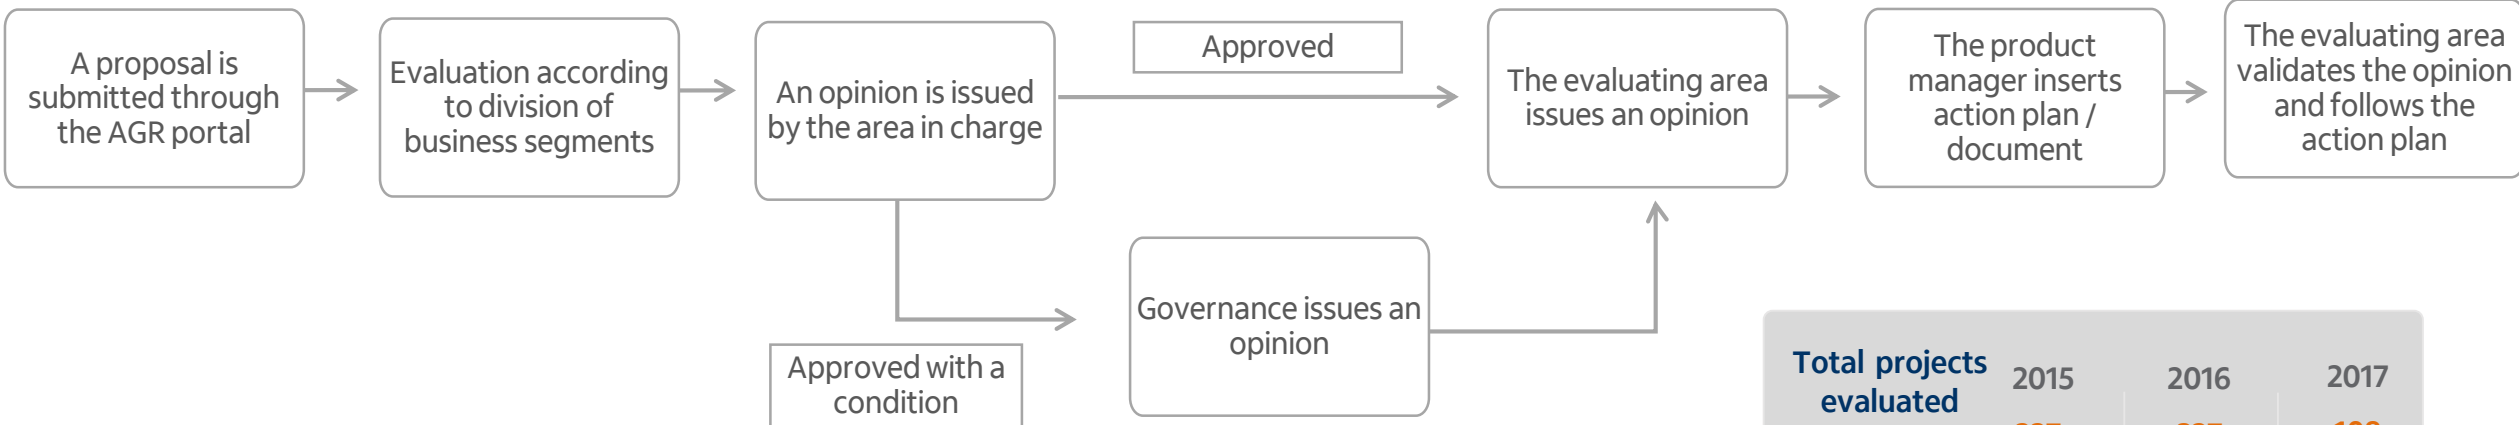 A proposal is
submitted through
the AGR portal
Evaluation according
to division of
business segments
An opinion is issued
by the area in charge
Approved
The evaluating area
issues an opinion
The product
manager inserts
action plan /
document
The evaluating area
validates the opinion
and follows the
action plan
Approved with a
condition
Governance issues an
opinion
Total projects
evaluated
2015
2016
2017